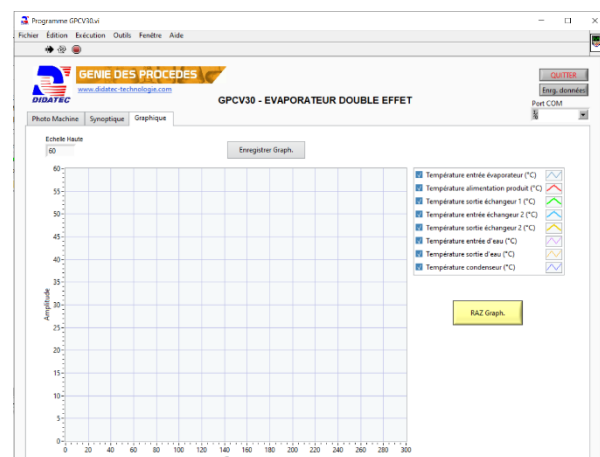 Programme GPCV30.vi
Fichier Édition Exécution Outils Fenêtre Aide
GENIE DES PROCEDES
www.didatec-technologie.com
DIDATEC
GPCV30 - EVAPORATEUR DOUBLE EFFET
QUITTER
Enrg. données
Port COM
Photo Machine Synoptique Graphique
Echelle Haute
60
Enregistrer Graph.
Température entrée évaporateur (°C)
Température alimentation produit (°C)
Température sortie échangeur 1 (°C)
Température entrée échangeur 2 (°C)
Température sortie échangeur 2 (°C)
Température entrée d'eau (°C)
Température sortie d'eau (°C)
Température condenseur (°C)
RAZ Graph.
Amplitude
60
55
50
45
40
35
30
25
20
15
10
5
0
0 20 40 60 80 100 120 140 160 180 200 220 240 260 280 300